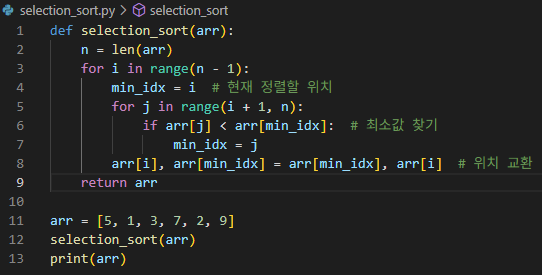 selection_sort.py > selection_sort
1 def selection_sort(arr):
2     n = len(arr)
3     for i in range(n - 1):
4         min_idx = i  # 현재 정렬할 위치
5         for j in range(i + 1, n):
6             if arr[j] < arr[min_idx]:  # 최소값 찾기
7                 min_idx = j
8         arr[i], arr[min_idx] = arr[min_idx], arr[i]  # 위치 교환
9     return arr
10
11 arr = [5, 1, 3, 7, 2, 9]
12 selection_sort(arr)
13 print(arr)